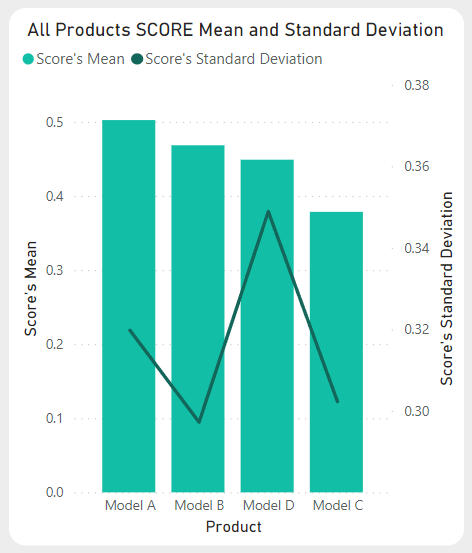 All Products SCORE Mean and Standard Deviation
Score's Mean Score's Standard Deviation
Score's Mean
0.5
0.4
0.3
0.2
0.1
0.0
0.38
0.36
0.34
0.32
0.30
Score's Standard Deviation
Model A Model B Model D Model C
Product